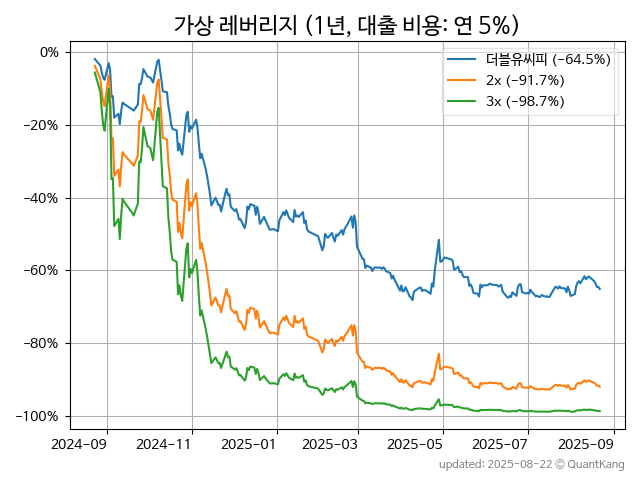 가상 레버리지 (1년, 대출 비용: 연 5%)
더블유씨피 (−64.5%)
2x (−91.7%)
3x (−98.7%)
0%
−20%
−40%
−60%
−80%
−100%
2024-09 2024-11 2025-01 2025-03 2025-05 2025-07 2025-09
updated: 2025-08-22 © QuantKang